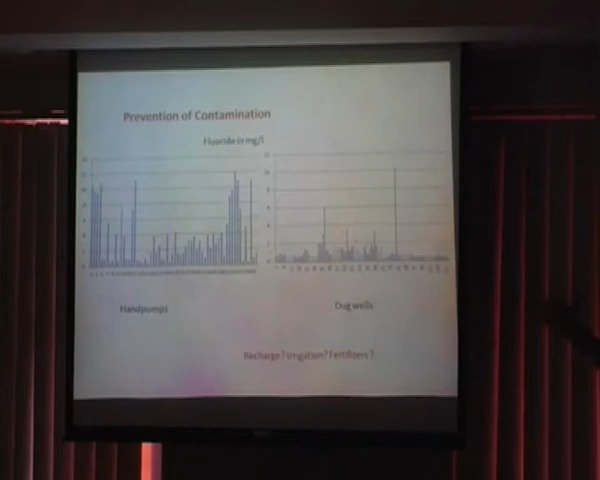 Prevention of Contamination
Fluoride in mg/l
Handpumps
Dug wells
Recharge? Irrigation? Fertilizers?